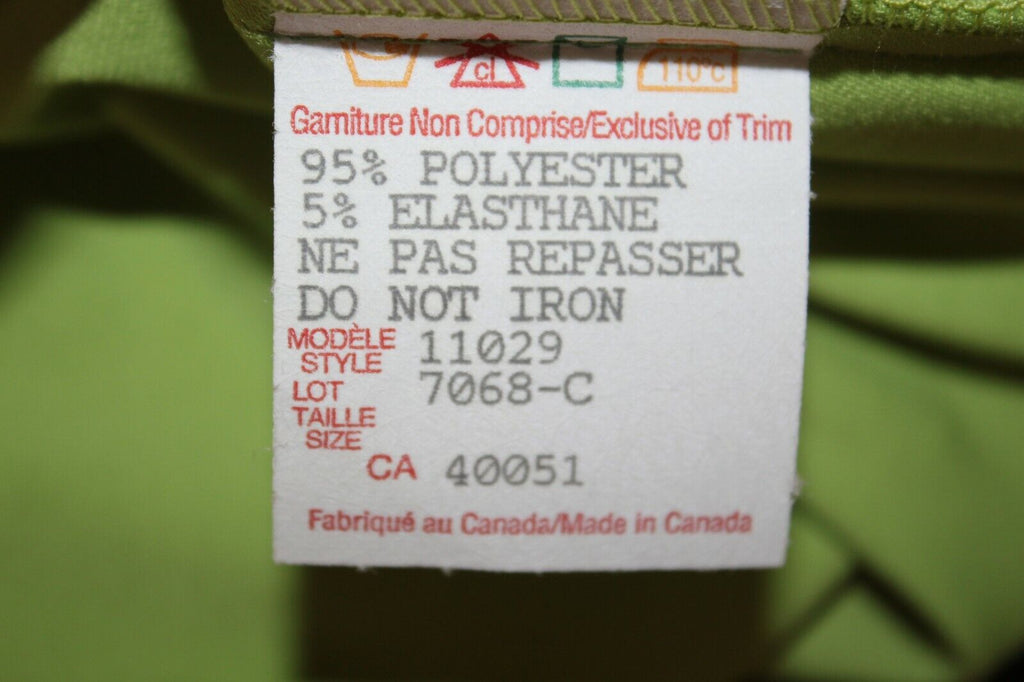 cl 110°c
Garniture Non Comprise/Exclusive of Trim
95% POLYESTER
5% ELASTHANE
NE PAS REPASSER
DO NOT IRON
MODÈLE
STYLE 11029
LOT 7068-C
TAILLE
SIZE
CA 40051
Fabriqué au Canada/Made in Canada